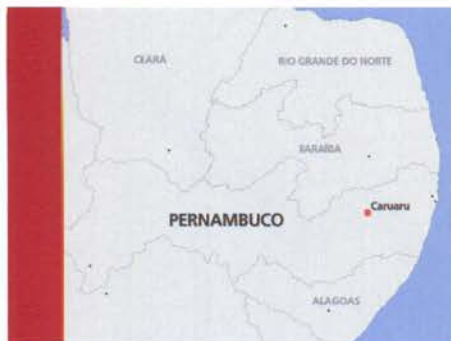 CEARÁ
RIO GRANDE DO NORTE
PARAÍBA
Caruaru
PERNAMBUCO
ALAGOAS